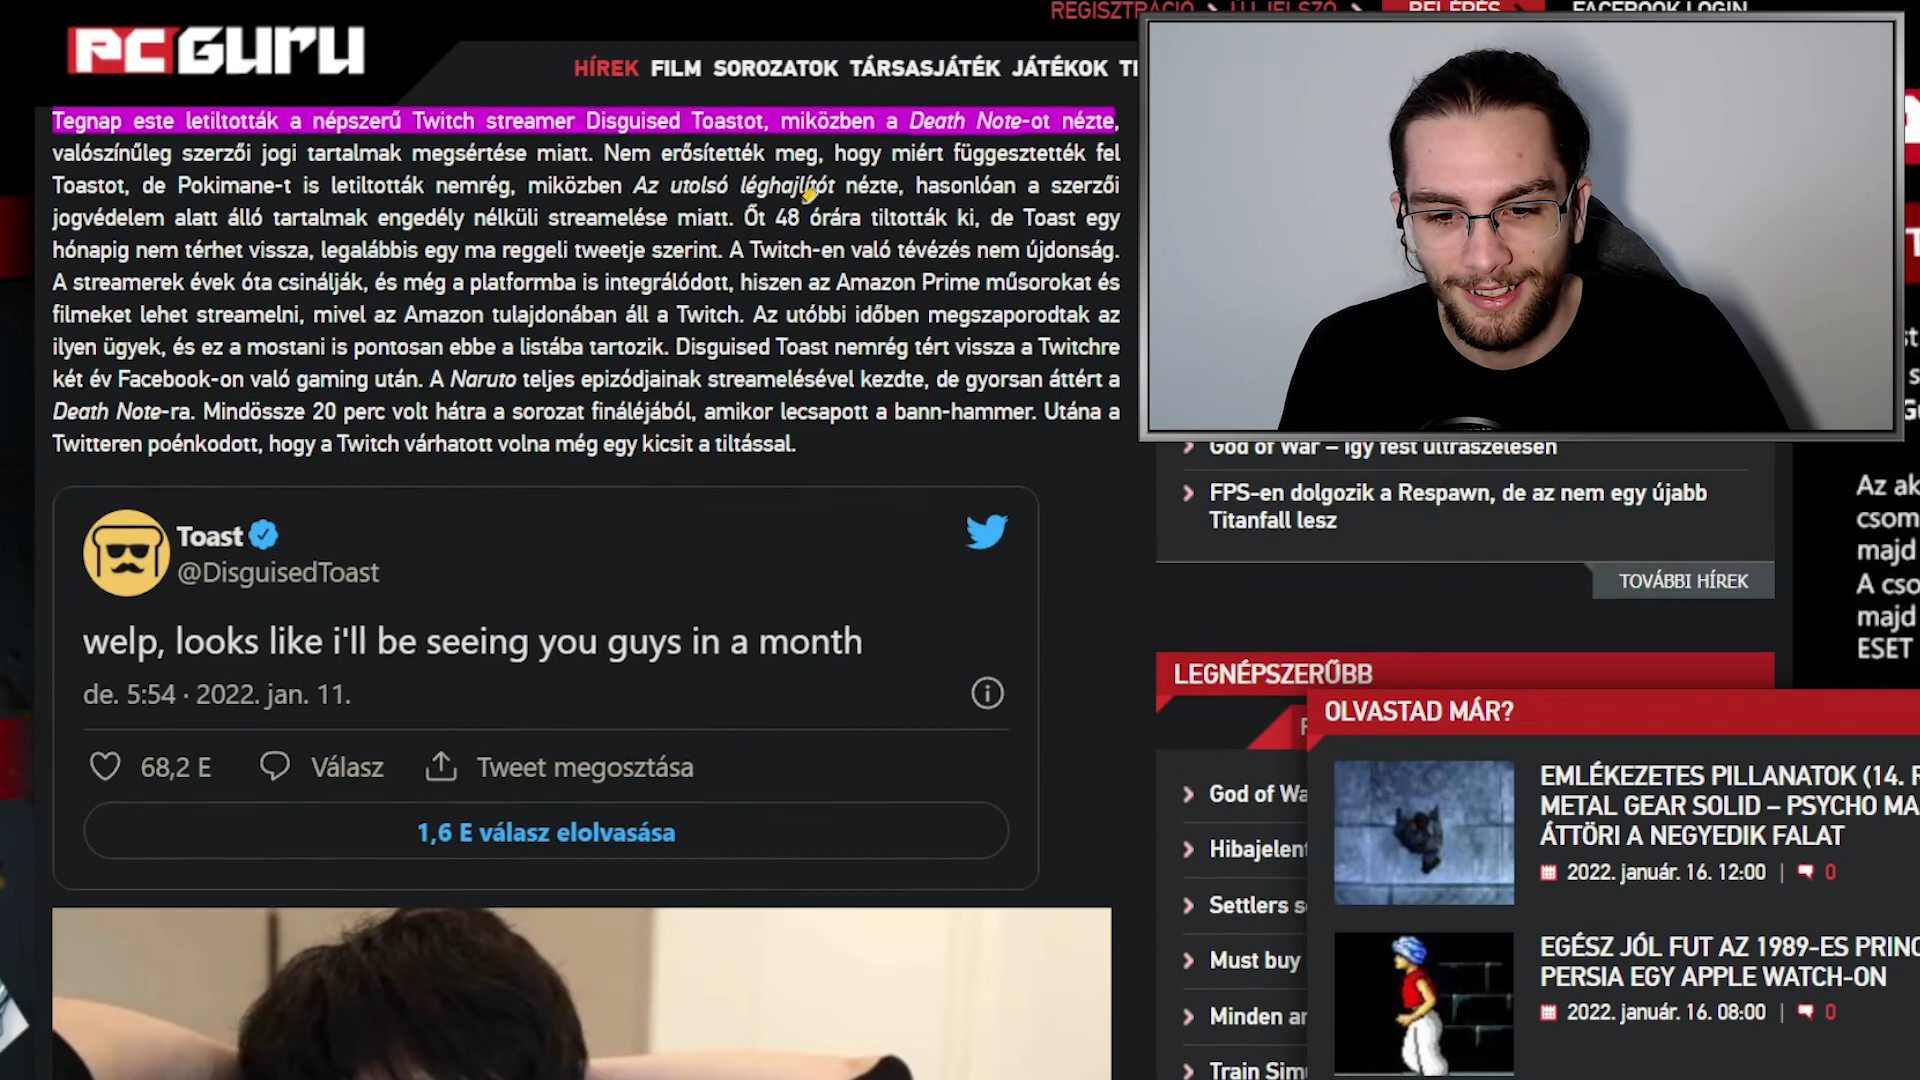 PC GURU
REGISZTRÁCIÓ ÚJ JELSZÓ BELÉPÉS FACEBOOK LOGIN
HÍREK FILM SOROZATOK TÁRSASJÁTÉK JÁTÉKOK
Tegnap este letiltották a népszerű Twitch streamer Disguised Toastot, miközben a Death Note-ot nézte,
valószínűleg szerzői jogi tartalmak megsértése miatt. Nem erősítették meg, hogy miért függesztették fel
Toastot, de Pokimane-t is letiltották nemrég, miközben Az utolsó léghajlítót nézte, hasonlóan a szerzői
jogvédelem alatt álló tartalmak engedély nélküli streamelése miatt. Őt 48 órára tiltották ki, de Toast egy
hónapig nem térhet vissza, legalábbis egy ma reggeli tweetje szerint. A Twitch-en való tévézés nem újdonság.
A streamerek évek óta csinálják, és még a platformba is integrálódott, hiszen az Amazon Prime műsorokat és
filmeket lehet streamelni, mivel az Amazon tulajdonában áll a Twitch. Az utóbbi időben megszaporodtak az
ilyen ügyek, és ez a mostani is pontosan ebbe a listába tartozik. Disguised Toast nemrég tért vissza a Twitchre
két év Facebook-on való gaming után. A Naruto teljes epizódjainak streamelésével kezdte, de gyorsan áttért a
Death Note-ra. Mindössze 20 perc volt hátra a sorozat fináléjából, amikor lecsapott a bann-hammer. Utána a
Twitteren poénkodott, hogy a Twitch várhatott volna még egy kicsit a tiltással.
Toast
@DisguisedToast
welp, looks like i'll be seeing you guys in a month
de. 5:54 · 2022. jan. 11.
68,2 E Válasz Tweet megosztása
1,6 E válasz elolvasása
God of War – így fest ultraszélesen
FPS-en dolgozik a Respawn, de az nem egy újabb
Titanfall lesz
TOVÁBBI HÍREK
LEGNÉPSZERŰBB
God of Wa
Hibajelent
Settlers
Must buy
Minden
Train Sim
OLVASTAD MÁR?
EMLÉKEZETES PILLANATOK (14.
METAL GEAR SOLID – PSYCHO MA
ÁTTÖRI A NEGYEDIK FALAT
2022. január. 16. 12:00 | 0
EGÉSZ JÓL FUT AZ 1989-ES PRINC
PERSIA EGY APPLE WATCH-ON
2022. január. 16. 08:00 | 0
Az ak
csom
majd
A cso
majd
ESET